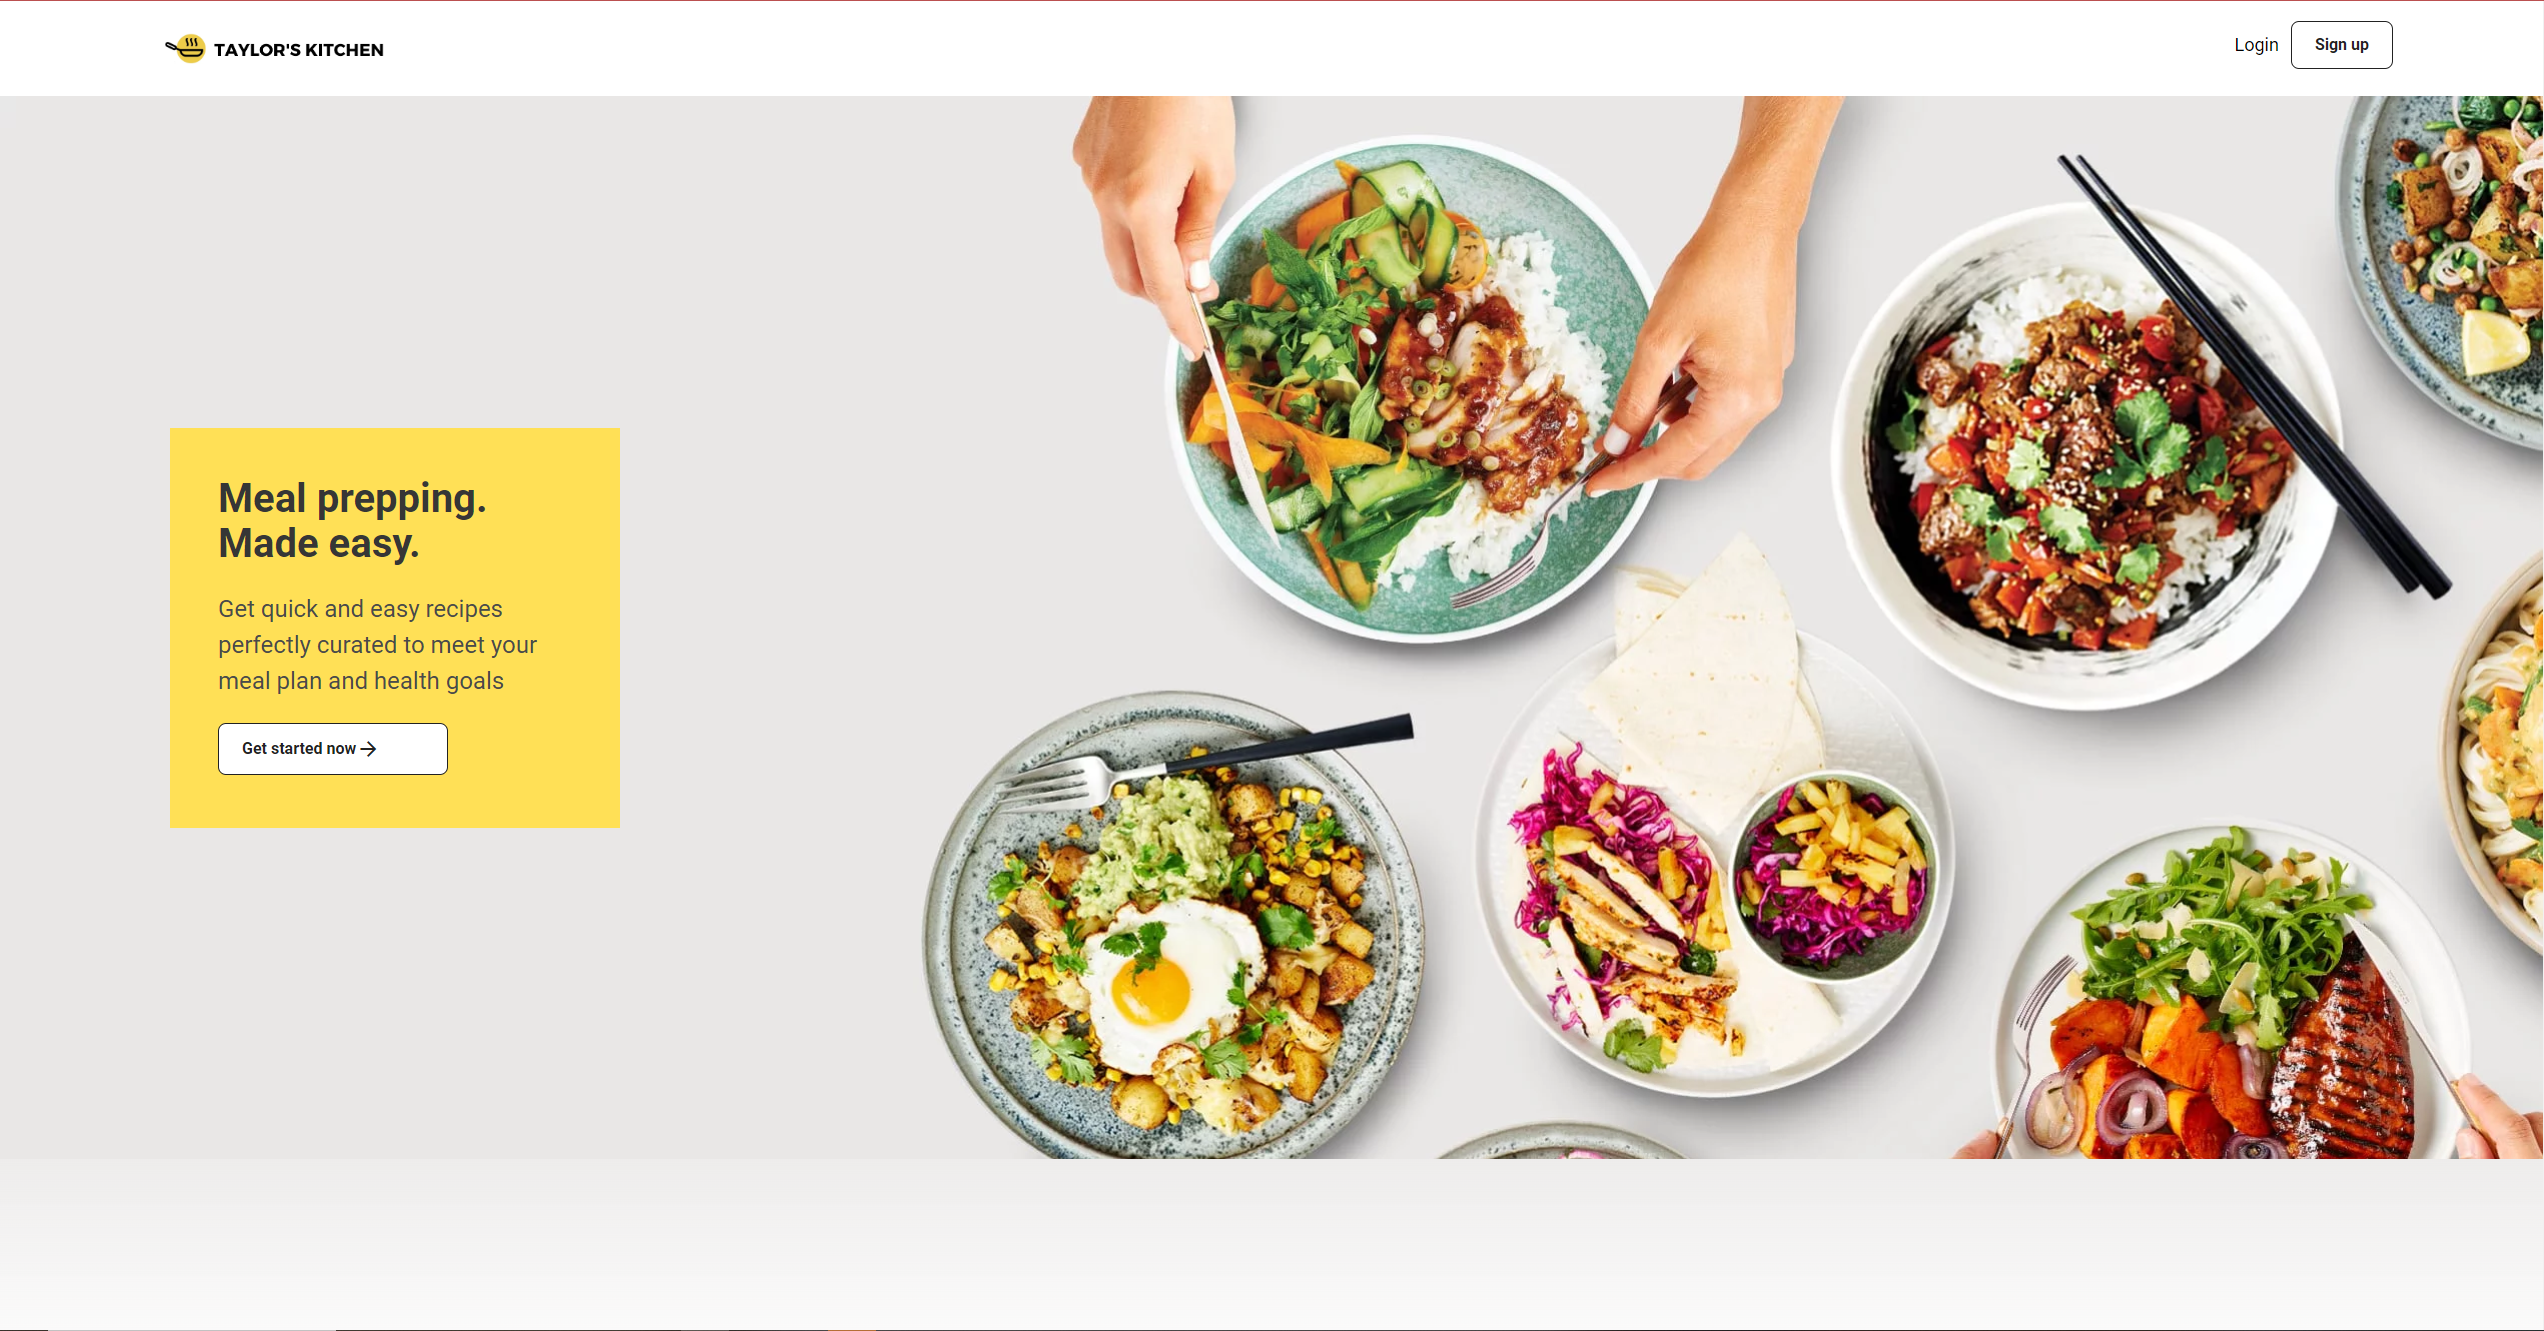 TAYLOR'S KITCHEN
Login
Sign up
Meal prepping.
Made easy.
Get quick and easy recipes
perfectly curated to meet your
meal plan and health goals
Get started now